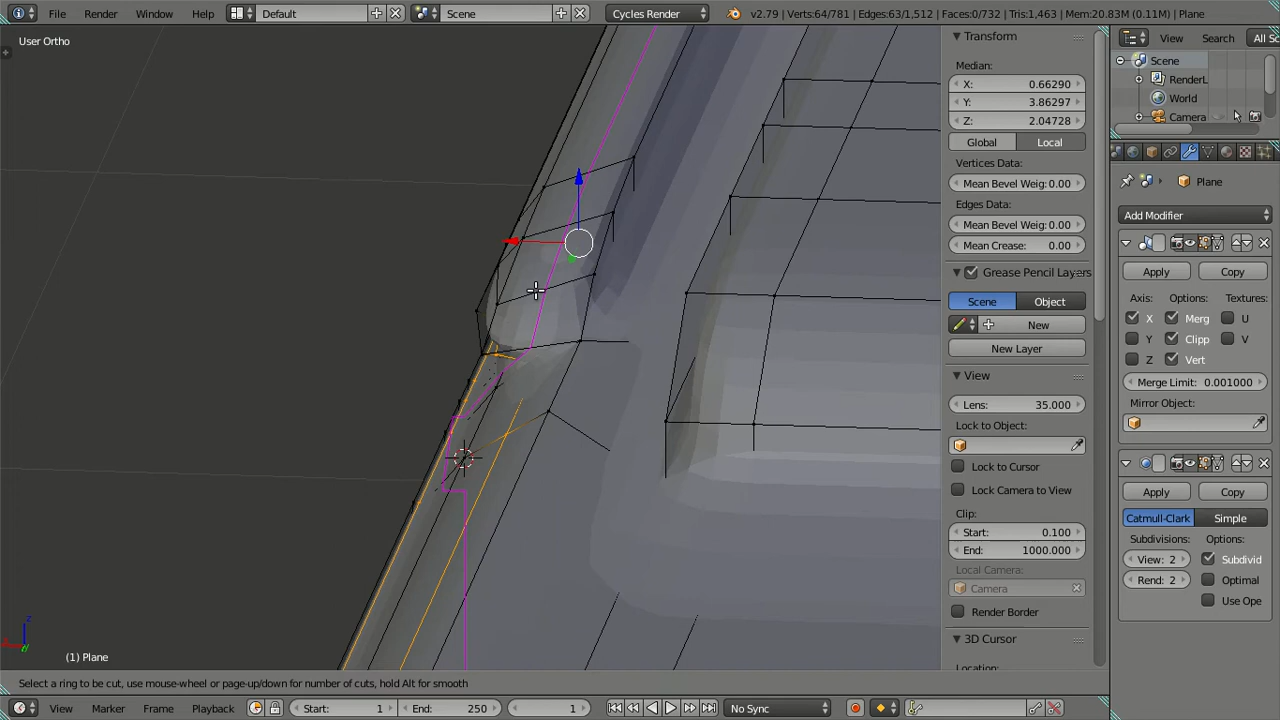 File Render Window Help Default Scene Cycles Render v2.79 | Verts:64/781 | Edges:63/1,512 | Faces:0/732 | Tris:1,463 | Mem:20.83M (0.11M) | Plane
User Ortho
Transform
Median:
X: 0.66290
Y: 3.86297
Z: 2.04728
Global Local
Vertices Data:
Mean Bevel Weig: 0.00
Edges Data:
Mean Bevel Weig: 0.00
Mean Crease: 0.00
Grease Pencil Layers
Scene Object
New
New Layer
View
Lens: 35.000
Lock to Object:
Lock to Cursor
Lock Camera to View
Clip:
Start: 0.100
End: 1000.000
Local Camera:
Camera
Render Border
3D Cursor
Location:
View Search All Sc
Scene
RenderL
World
Camera
Plane
Add Modifier
Apply Copy
Axis: Options: Textures:
X Merg U
Y Clipp V
Z Vert
Merge Limit: 0.001000
Mirror Object:
Apply Copy
Catmull-Clark Simple
Subdivisions: Options:
View: 2 Subdivid
Rend: 2 Optimal
Use Ope
(1) Plane
Select a ring to be cut, use mouse-wheel or page-up/down for number of cuts, hold Alt for smooth
View Marker Frame Playback Start: 1 End: 250 1 No Sync